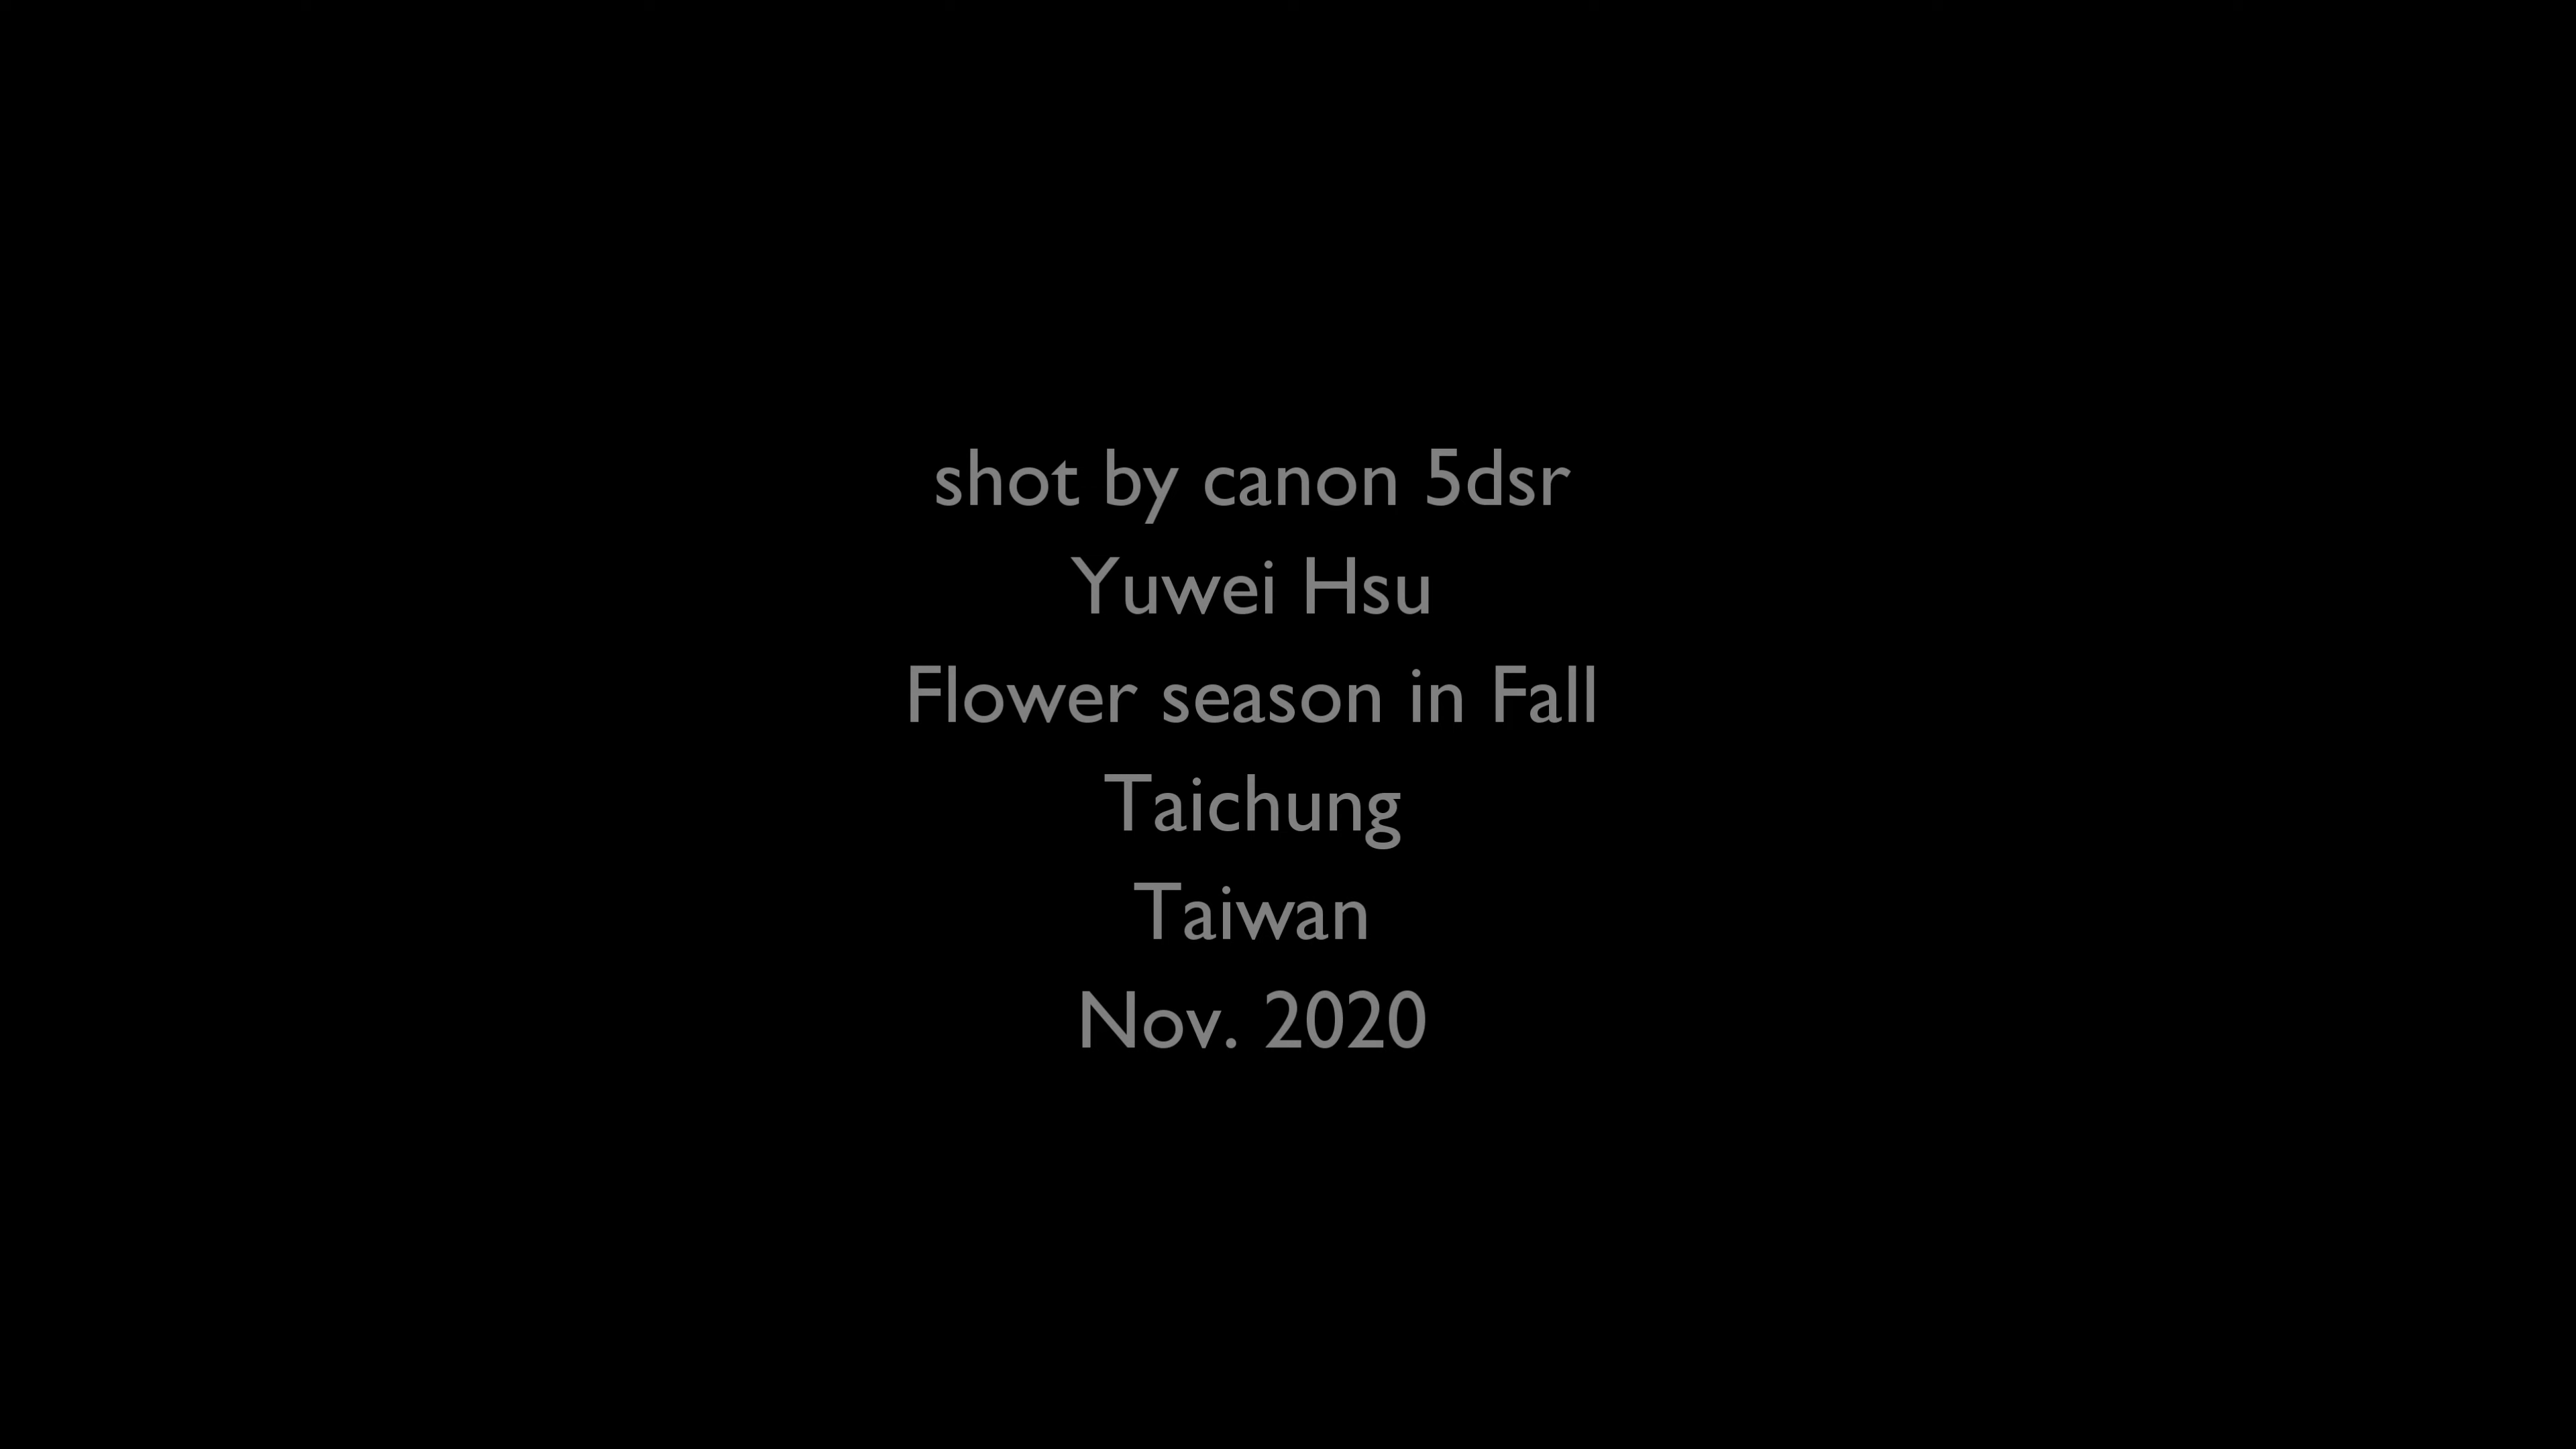 shot by canon 5dsr
Yuwei Hsu
Flower season in Fall
Taichung
Taiwan
Nov. 2020